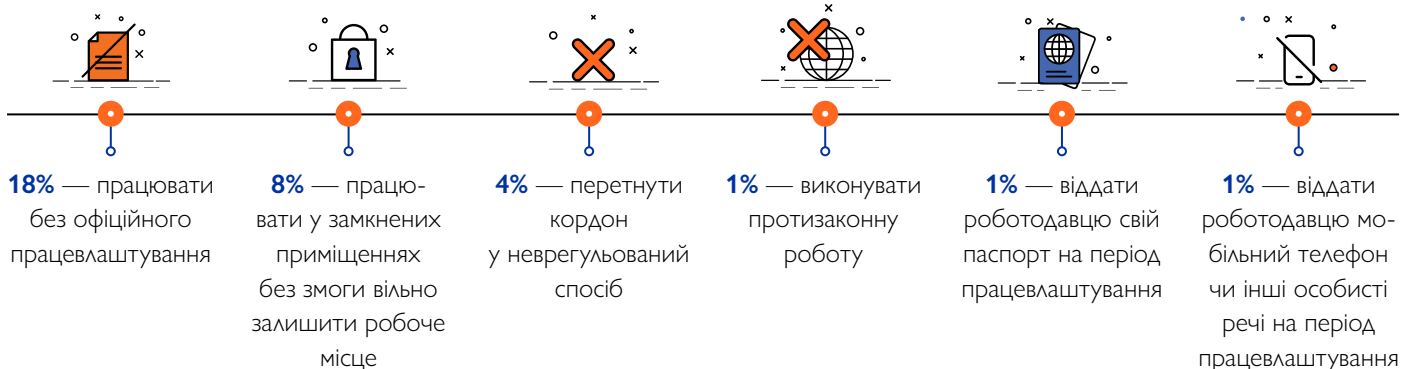 18% — працювати
без офіційного
працевлаштування
8% — працю-
вати у замкнених
приміщеннях
без змоги вільно
залишити робоче
місце
4% — перетнути
кордон
у неврегульований
спосіб
1% — виконувати
протизаконну
роботу
1% — віддати
роботодавцю свій
паспорт на період
працевлаштування
1% — віддати
роботодавцю мо-
більний телефон
чи інші особисті
речі на період
працевлаштування